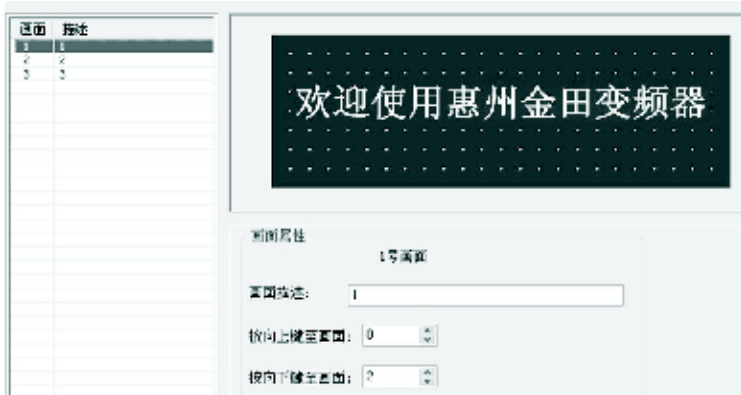 画面 描述
1 1
2 2
3 3
欢迎使用惠州金田变频器
画面属性
1号画面
画面描述: 1
按向上键至画面: 0
按向下键至画面: 2